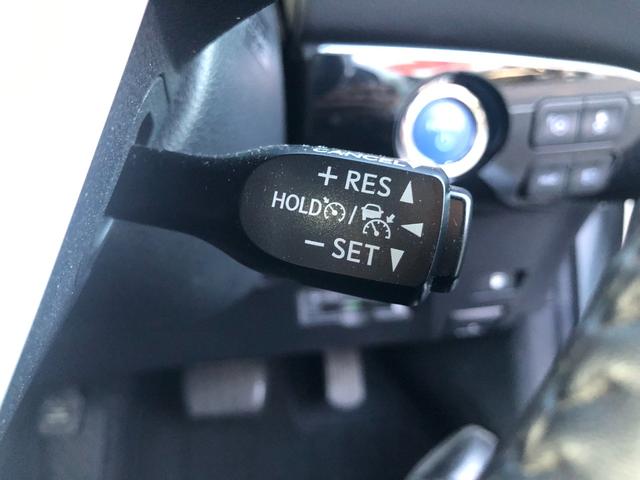 CANCEL
+ RES ▲
HOLD / ◀
− SET ▼